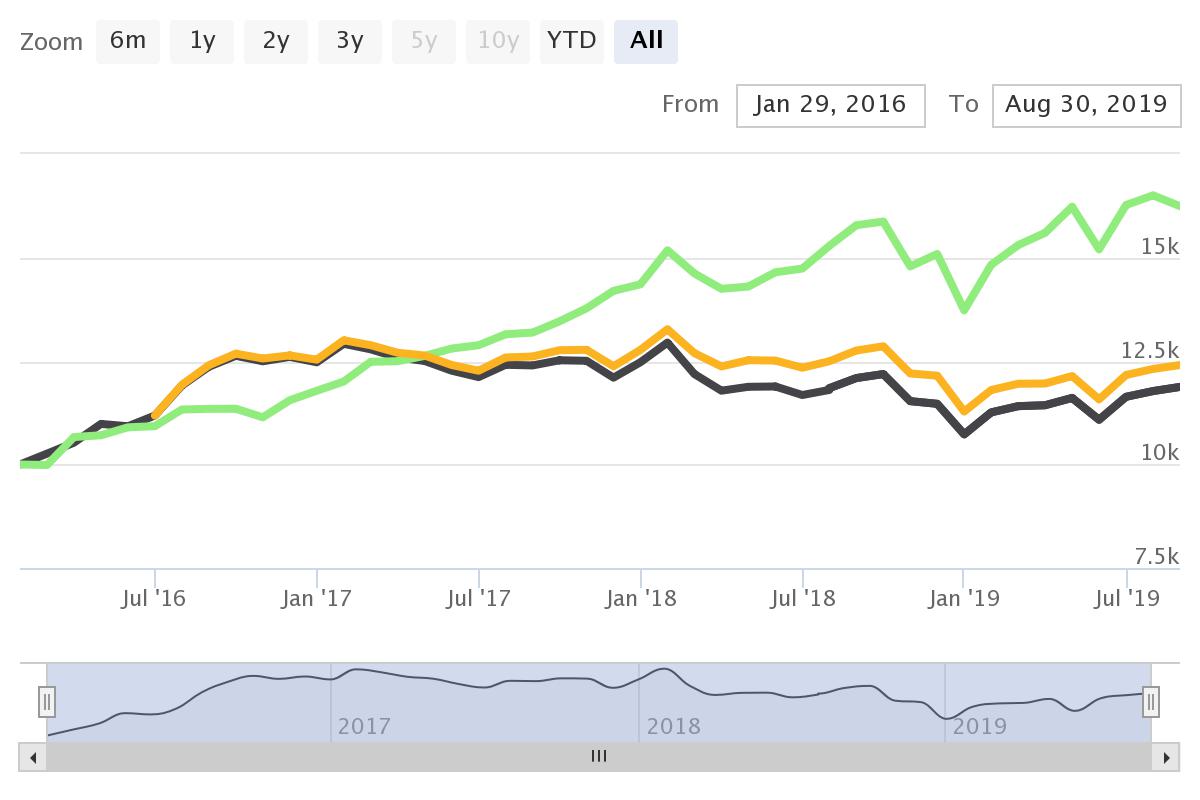 Zoom 6m 1y 2y 3y 5y 10y YTD All
From Jan 29, 2016 To Aug 30, 2019
15k
12.5k
10k
7.5k
Jul '16 Jan '17 Jul '17 Jan '18 Jul '18 Jan '19 Jul '19
2017 2018 2019